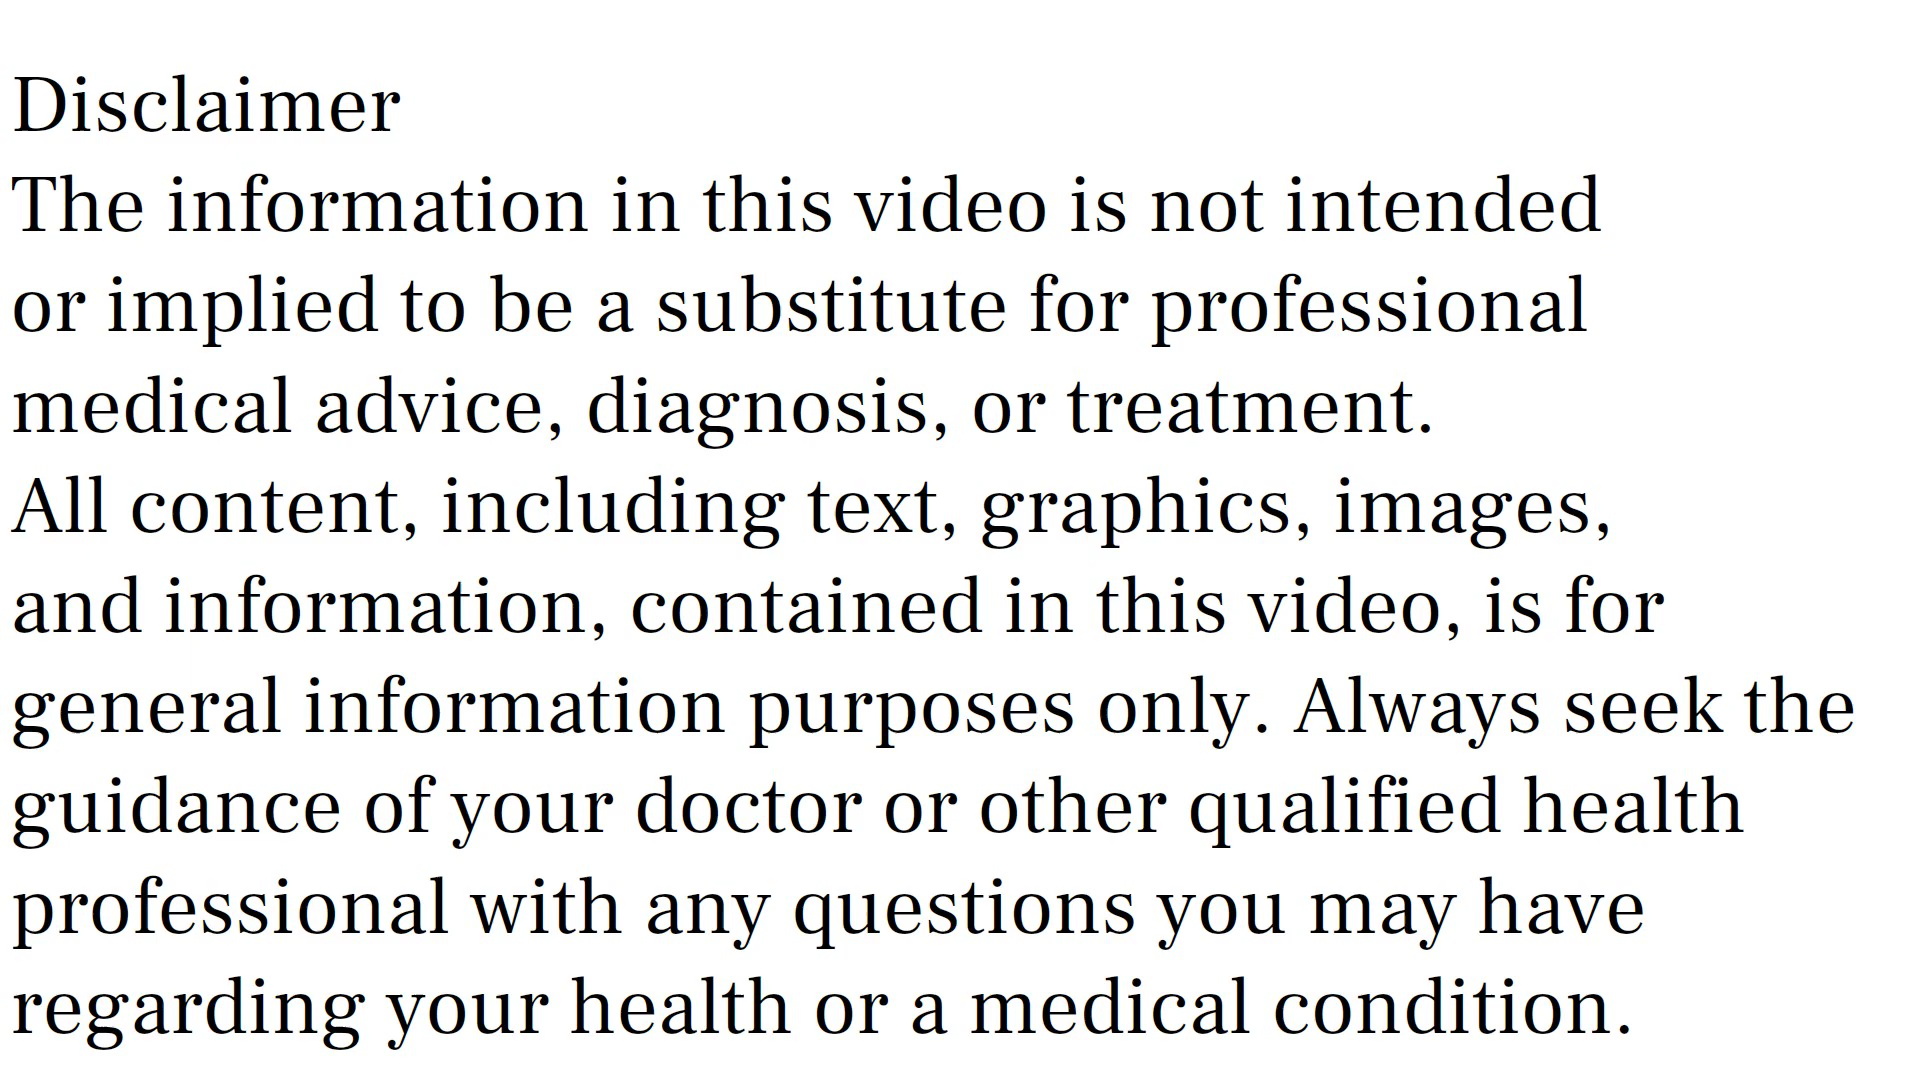 Disclaimer
The information in this video is not intended
or implied to be a substitute for professional
medical advice, diagnosis, or treatment.
All content, including text, graphics, images,
and information, contained in this video, is for
general information purposes only. Always seek the
guidance of your doctor or other qualified health
professional with any questions you may have
regarding your health or a medical condition.